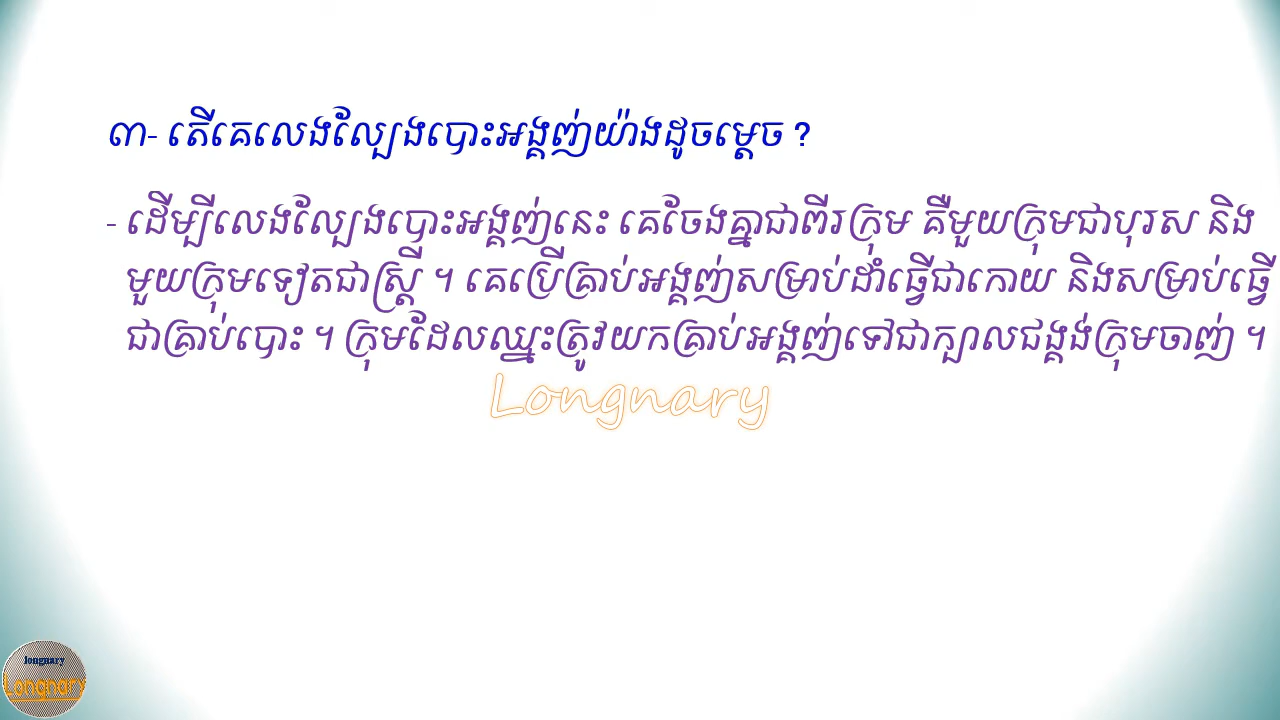 ៣- តើគេលេងល្បែងបោះអង្គញ់យ៉ាងដូចម្ដេច ?
- ដើម្បីលេងល្បែងបោះអង្គញ់នេះ គេចែងគ្នាជាពីរក្រុម គឺមួយក្រុមជាបុរស និង
មួយក្រុមទៀតជាស្ត្រី ។ គេប្រើគ្រាប់អង្គញ់សម្រាប់ដាំធ្វើជាកោយ និងសម្រាប់ធ្វើ
ជាគ្រាប់បោះ ។ ក្រុមដែលឈ្នះត្រូវយកគ្រាប់អង្គញ់ទៅជាក្បាលជង្គង់ក្រុមចាញ់ ។
Longnary
longnary
Longnary